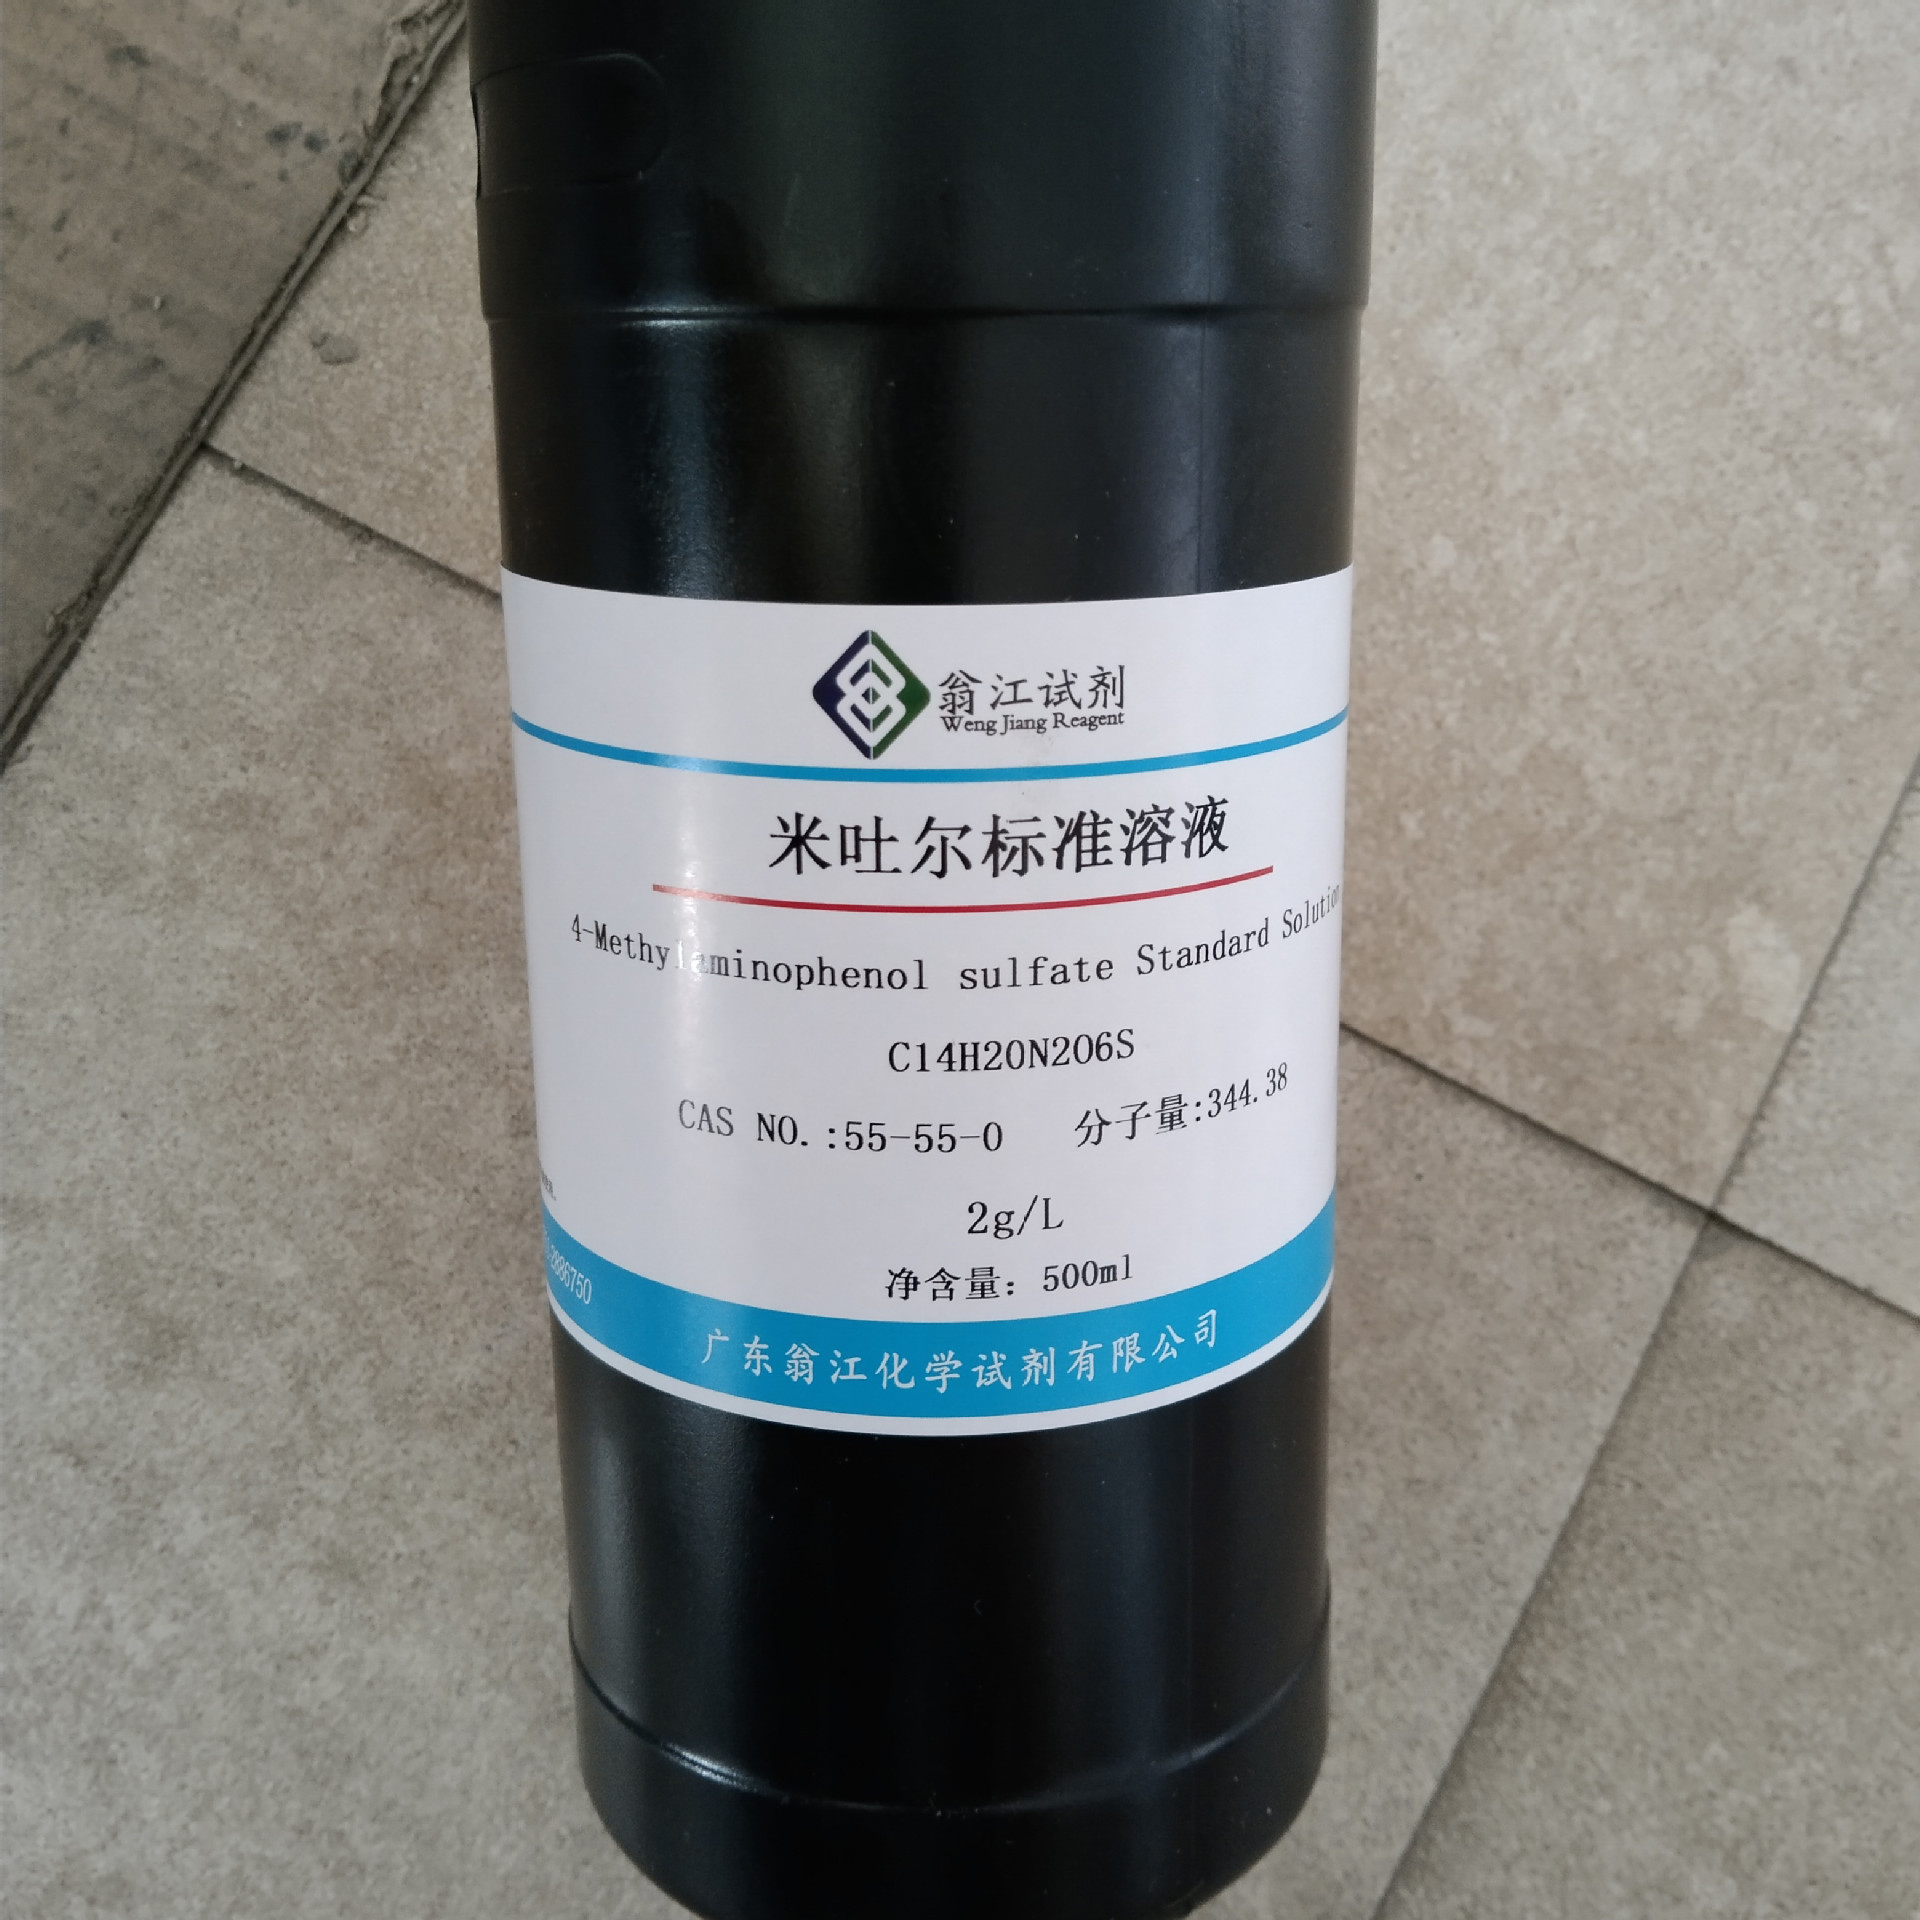 翁江试剂
Weng Jiang Reagent
米吐尔标准溶液
4-Methylaminophenol sulfate Standard Solution
C14H20N2O6S
CAS NO.:55-55-0 分子量:344.38
2g/L
净含量: 500ml
2886750
广东翁江化学试剂有限公司